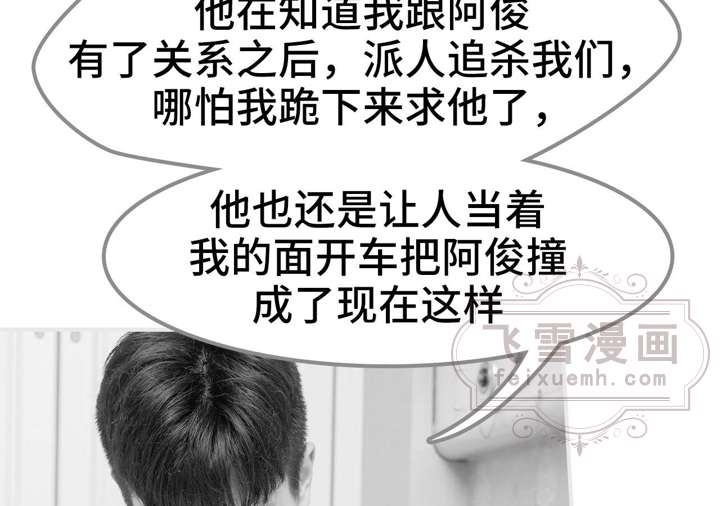 他在知道我跟阿俊
有了关系之后，派人追杀我们，
哪怕我跪下来求他了，
他也还是让人当着
我的面开车把阿俊撞
成了现在这样
飞雪漫画
feixuemh.com